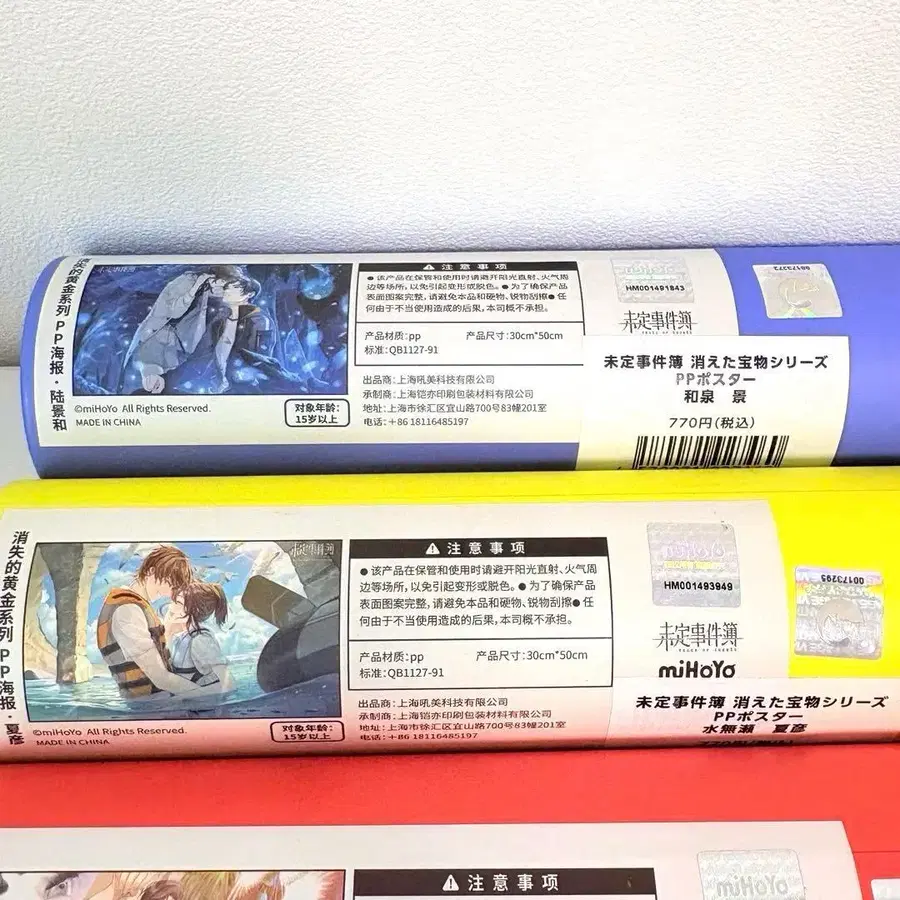 消失的黄金系列 PP海报·陆景和
未定事件簿
©miHoYo All Rights Reserved.
MADE IN CHINA
对象年龄:
15岁以上
⚠ 注意事项
● 该产品在保管和使用时请避开阳光直射、火气周
边等场所,以免引起变形或脱色。● 为了确保产品
表面图案完整,请避免本品和硬物、锐物刮擦● 任
何由于不当使用造成的后果,本司概不承担。
产品材质:pp 产品尺寸:30cm*50cm
标准:QB1127-91
出品商:上海吼美科技有限公司
承制商:上海铠亦印刷包装材料有限公司
地址:上海市徐汇区宜山路700号83幢201室
电话:+86 18116485197
miHoYo
HM001491843
未定事件簿
00173272
未定事件簿 消えた宝物シリーズ
PPポスター
和泉 景
770円(税込)
消失的黄金系列 PP海报·夏彦
未定事件簿
©miHoYo All Rights Reserved.
MADE IN CHINA
对象年龄:
15岁以上
⚠ 注意事项
● 该产品在保管和使用时请避开阳光直射、火气周
边等场所,以免引起变形或脱色。● 为了确保产品
表面图案完整,请避免本品和硬物、锐物刮擦● 任
何由于不当使用造成的后果,本司概不承担。
产品材质:pp 产品尺寸:30cm*50cm
标准:QB1127-91
出品商:上海吼美科技有限公司
承制商:上海铠亦印刷包装材料有限公司
地址:上海市徐汇区宜山路700号83幢201室
电话:+86 18116485197
miHoYo
HM001493949
未定事件簿
miHoYo
00173295
未定事件簿 消えた宝物シリーズ
PPポスター
水無瀬 夏彦
⚠ 注意事项
miHoYo